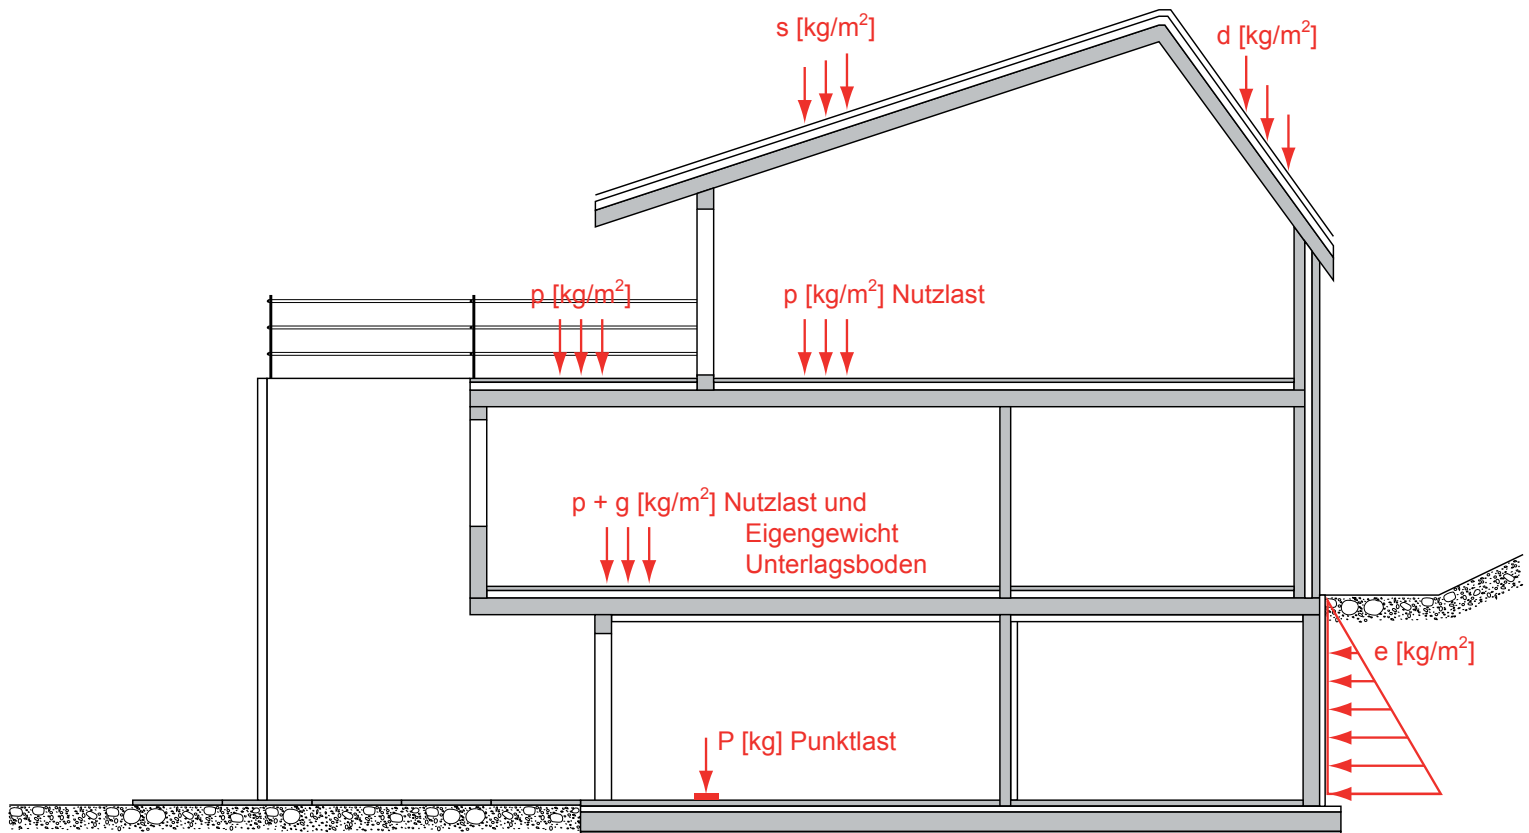 s [kg/m²]
d [kg/m²]
p [kg/m²]
p [kg/m²] Nutzlast
p + g [kg/m²] Nutzlast und
Eigengewicht
Unterlagsboden
e [kg/m²]
P [kg] Punktlast